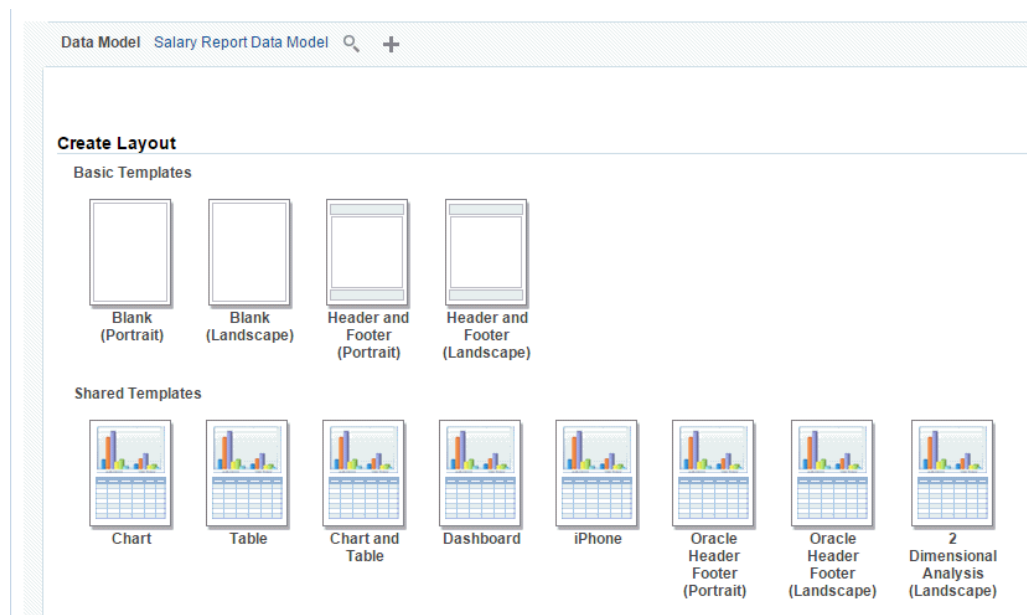 Data Model Salary Report Data Model
Create Layout
Basic Templates
Blank
(Portrait)
Blank
(Landscape)
Header and
Footer
(Portrait)
Header and
Footer
(Landscape)
Shared Templates
Chart
Table
Chart and
Table
Dashboard
iPhone
Oracle
Header
Footer
(Portrait)
Oracle
Header
Footer
(Landscape)
2
Dimensional
Analysis
(Landscape)